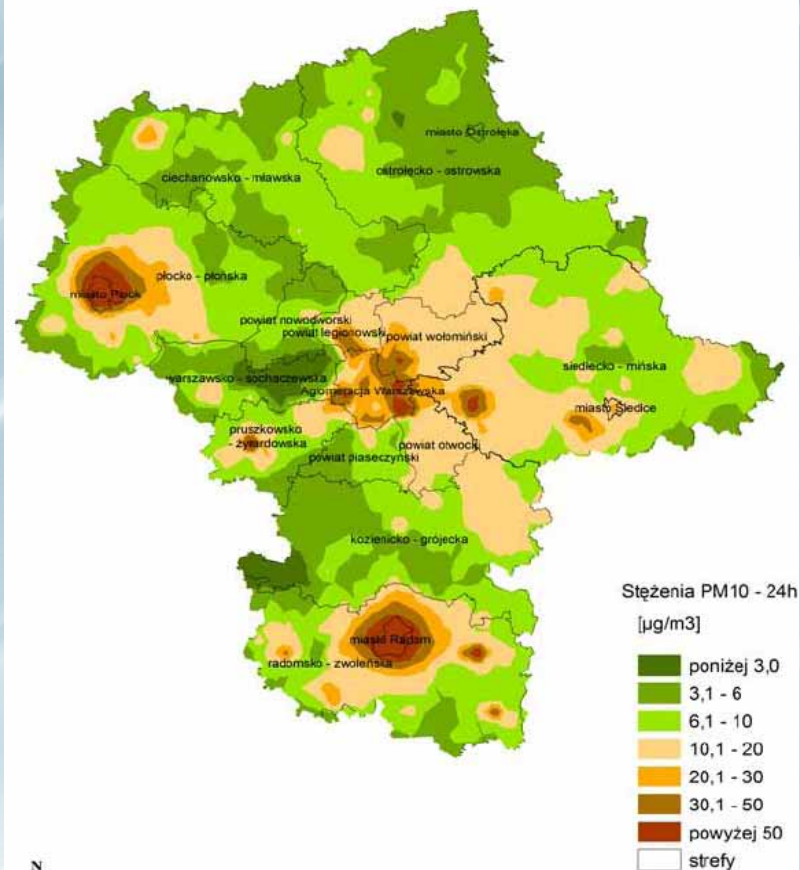 miasto Ostrołęka
ostrołęcko - ostrowska
ciechanowsko - mławska
płocko - płońska
miasto Płock
powiat nowodworski
powiat legionowski
powiat wołomiński
siedlecko - mińska
warszawsko - sochaczewska
Aglomeracja Warszawska
miasto Siedlce
pruszkowsko
- żyrardowska
powiat otwocki
powiat piaseczyński
kozienicko - grójecka
Stężenia PM10 - 24h
[µg/m3]
miasto Radom
radomsko - zwoleńska
poniżej 3,0
3,1 - 6
6,1 - 10
10,1 - 20
20,1 - 30
30,1 - 50
powyżej 50
strefy
N